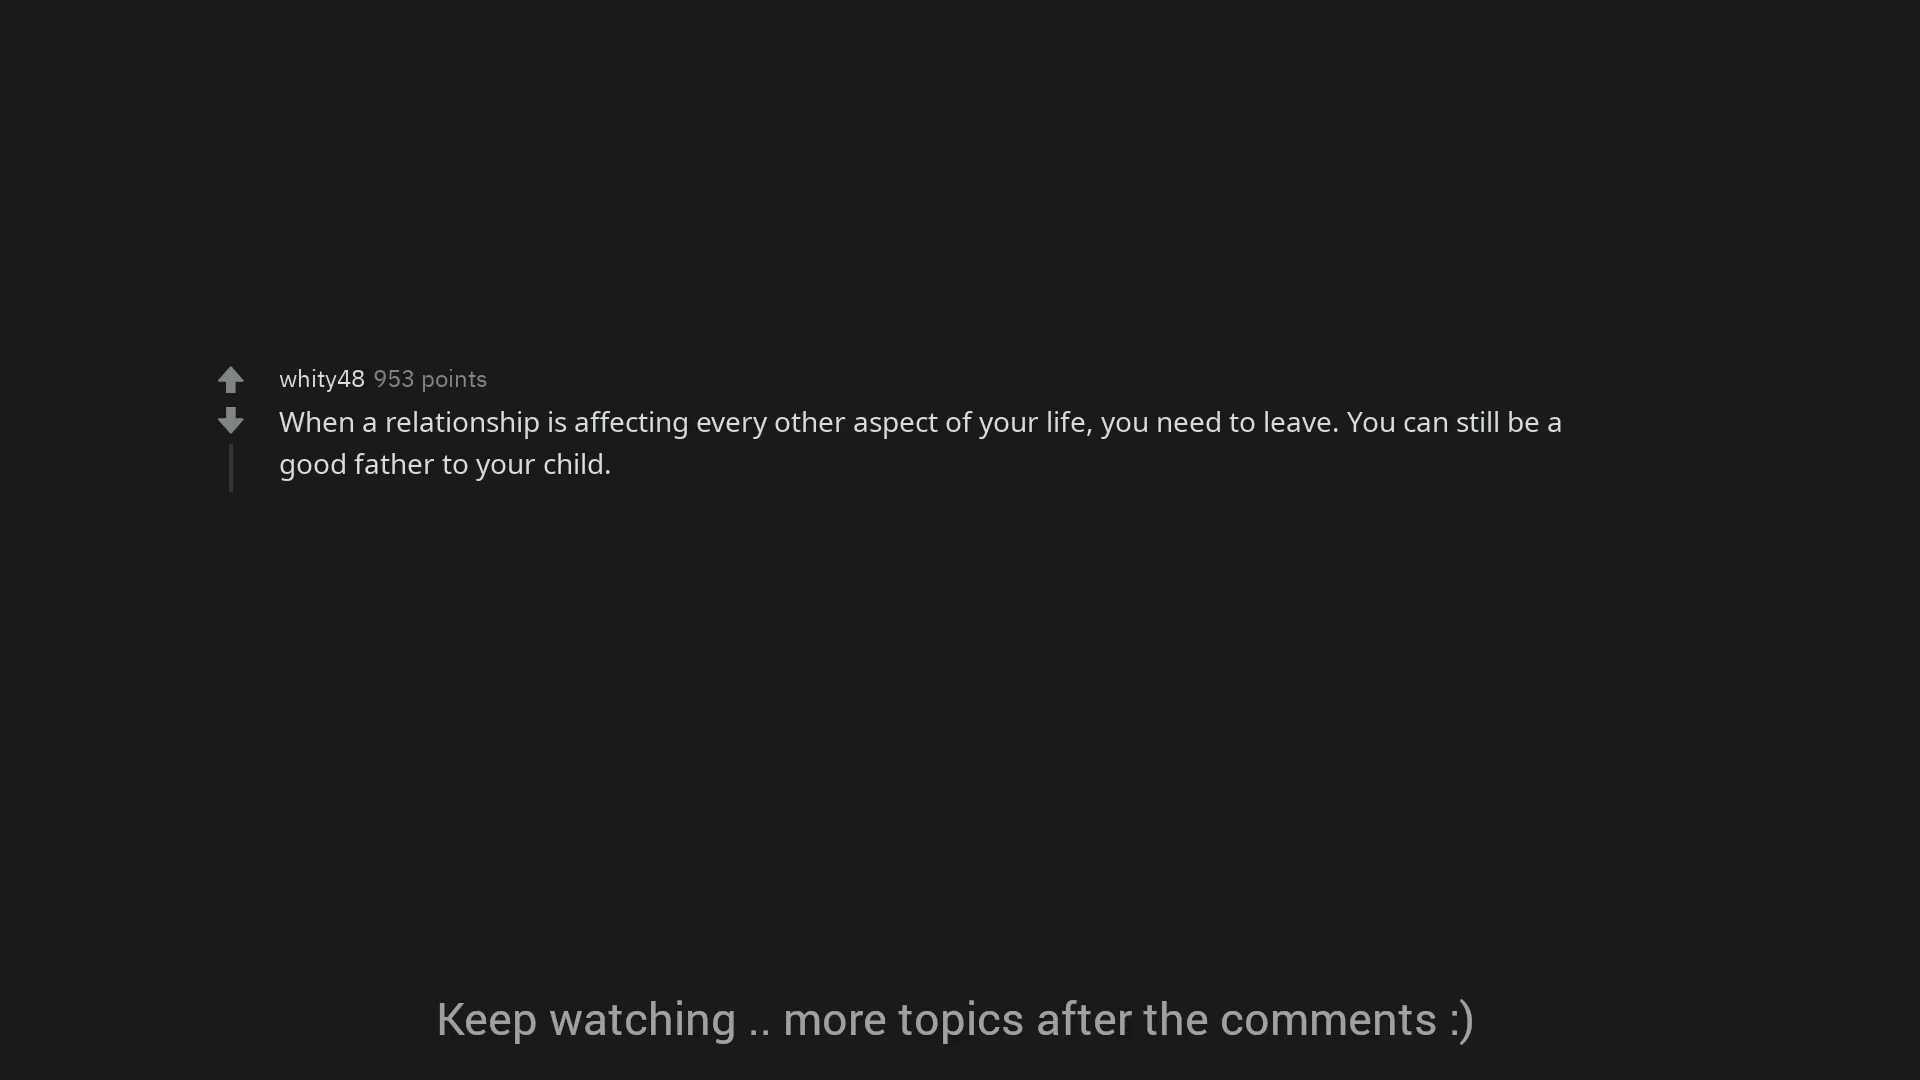 whity48 953 points
When a relationship is affecting every other aspect of your life, you need to leave. You can still be a
good father to your child.
Keep watching .. more topics after the comments :)